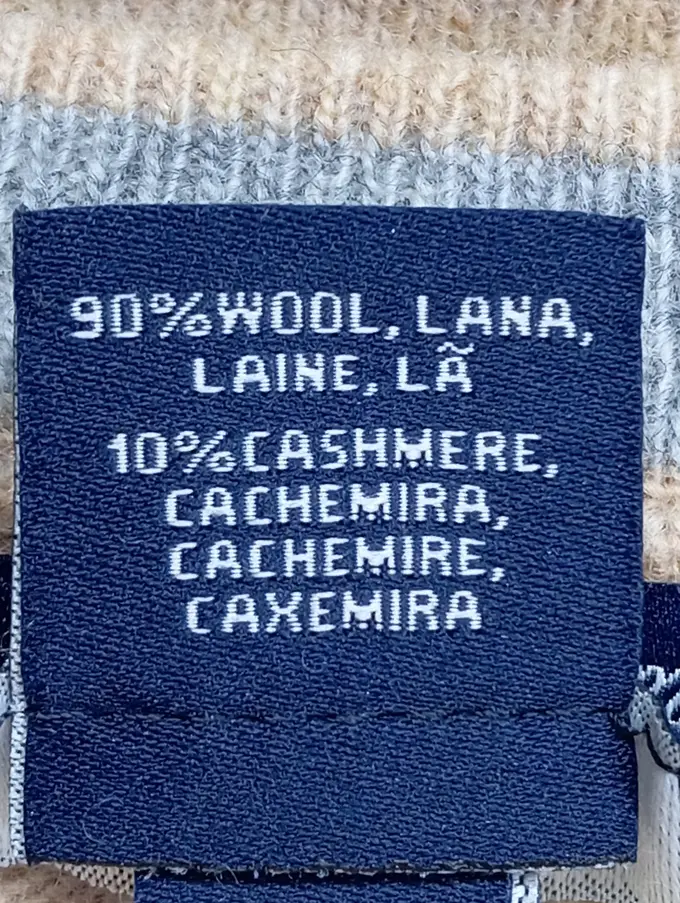 90%WOOL, LANA,
LAINE, LÃ
10%CASHMERE,
CACHEMIRA,
CACHEMIRE,
CAXEMIRA